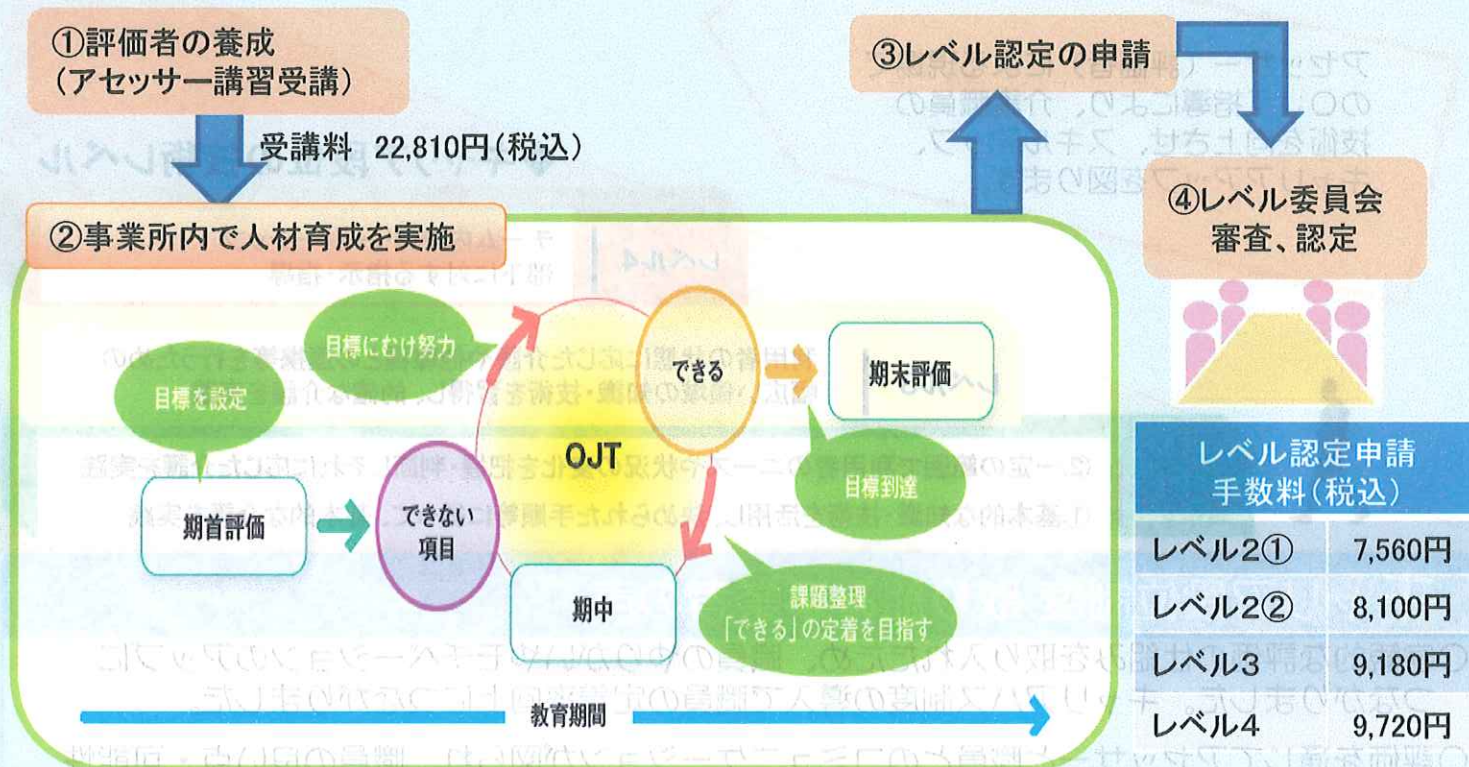 ①評価者の養成
(アセッサー講習受講)
受講料 22,810円(税込)
②事業所内で人材育成を実施
③レベル認定の申請
④レベル委員会
審査、認定
目標にむけ努力
目標を設定
できる
期末評価
OJT
期首評価
できない
項目
目標到達
期中
課題整理
「できる」の定着を目指す
教育期間
レベル認定申請
手数料(税込)
レベル2① 7,560円
レベル2② 8,100円
レベル3 9,180円
レベル4 9,720円